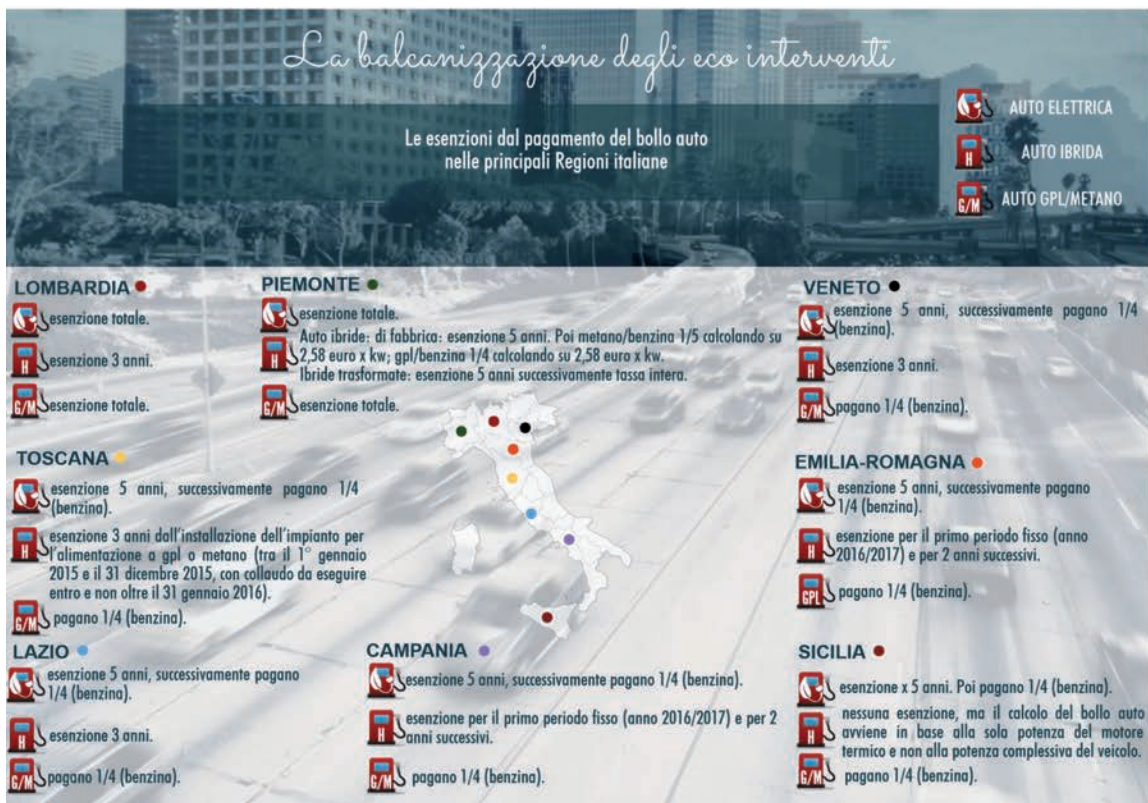 La balcanizzazione degli eco interventi
Le esenzioni dal pagamento del bollo auto
nelle principali Regioni italiane
AUTO ELETTRICA
H AUTO IBRIDA
G/M AUTO GPL/METANO
LOMBARDIA
esenzione totale.
H esenzione 3 anni.
G/M esenzione totale.
PIEMONTE
esenzione totale.
Auto ibride: di fabbrica: esenzione 5 anni. Poi metano/benzina 1/5 calcolando su
H 2,58 euro x kw; gpl/benzina 1/4 calcolando su 2,58 euro x kw.
Ibride trasformate: esenzione 5 anni successivamente tassa intera.
G/M esenzione totale.
VENETO
esenzione 5 anni, successivamente pagano 1/4
(benzina).
H esenzione 3 anni.
G/M pagano 1/4 (benzina).
TOSCANA
esenzione 5 anni, successivamente pagano 1/4
(benzina).
esenzione 3 anni dall'installazione dell'impianto per
H l'alimentazione a gpl o metano (tra il 1° gennaio
2015 e il 31 dicembre 2015, con collaudo da eseguire
entro e non oltre il 31 gennaio 2016).
G/M pagano 1/4 (benzina).
EMILIA-ROMAGNA
esenzione 5 anni, successivamente pagano
1/4 (benzina).
H esenzione per il primo periodo fisso (anno
2016/2017) e per 2 anni successivi.
GPL pagano 1/4 (benzina).
LAZIO
esenzione 5 anni, successivamente pagano
1/4 (benzina).
H esenzione 3 anni.
G/M pagano 1/4 (benzina).
CAMPANIA
esenzione 5 anni, successivamente pagano 1/4 (benzina).
H esenzione per il primo periodo fisso (anno 2016/2017) e per 2
anni successivi.
G/M pagano 1/4 (benzina).
SICILIA
esenzione x 5 anni. Poi pagano 1/4 (benzina).
nessuna esenzione, ma il calcolo del bollo auto
H avviene in base alla sola potenza del motore
termico e non alla potenza complessiva del veicolo.
G/M pagano 1/4 (benzina).